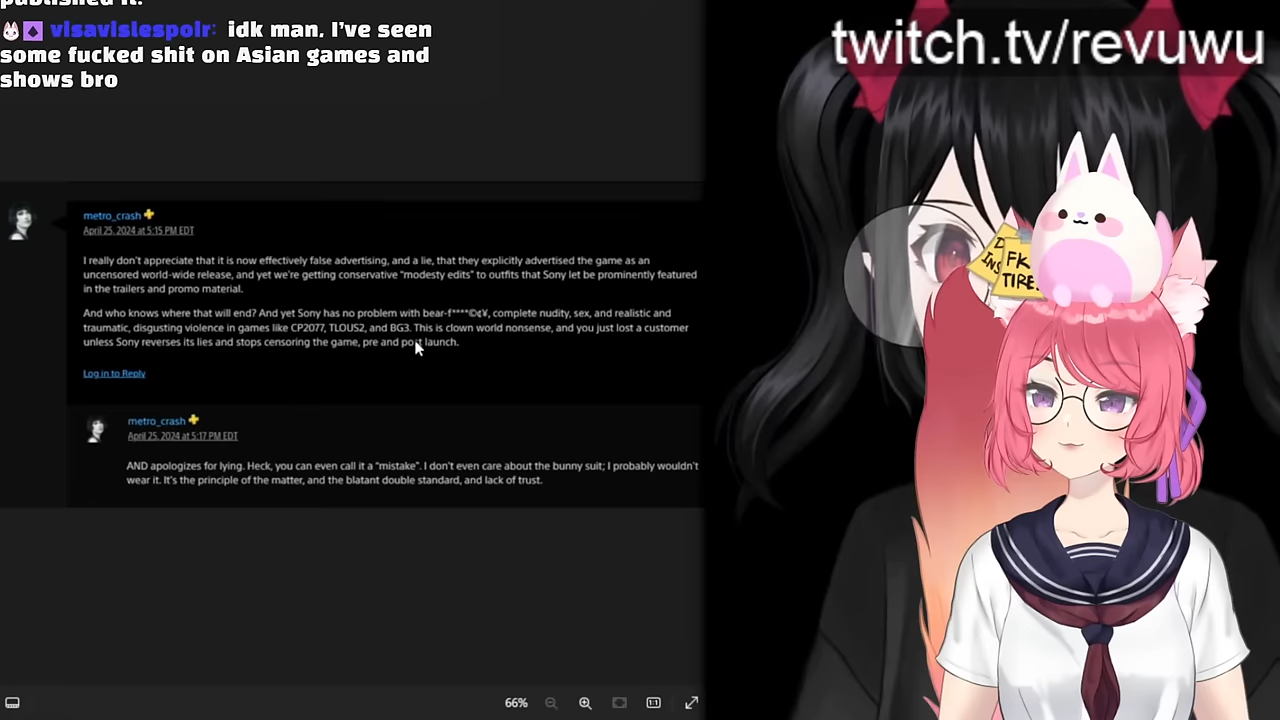 published it.
visavislespoir: idk man. I've seen
some fucked shit on Asian games and
shows bro
twitch.tv/revuwu
metro_crash
April 25, 2024 at 5:15 PM EDT
I really don't appreciate that it is now effectively false advertising, and a lie, that they explicitly advertised the game as an
uncensored world-wide release, and yet we're getting conservative "modesty edits" to outfits that Sony let be prominently featured
in the trailers and promo material.
And who knows where that will end? And yet Sony has no problem with bear-f****©¢¥, complete nudity, sex, and realistic and
traumatic, disgusting violence in games like CP2077, TLOUS2, and BG3. This is clown world nonsense, and you just lost a customer
unless Sony reverses its lies and stops censoring the game, pre and post launch.
Log in to Reply
metro_crash
April 25, 2024 at 5:17 PM EDT
AND apologizes for lying. Heck, you can even call it a "mistake". I don't even care about the bunny suit; I probably wouldn't
wear it. It's the principle of the matter, and the blatant double standard, and lack of trust.
FK
TIRE
66%
1:1